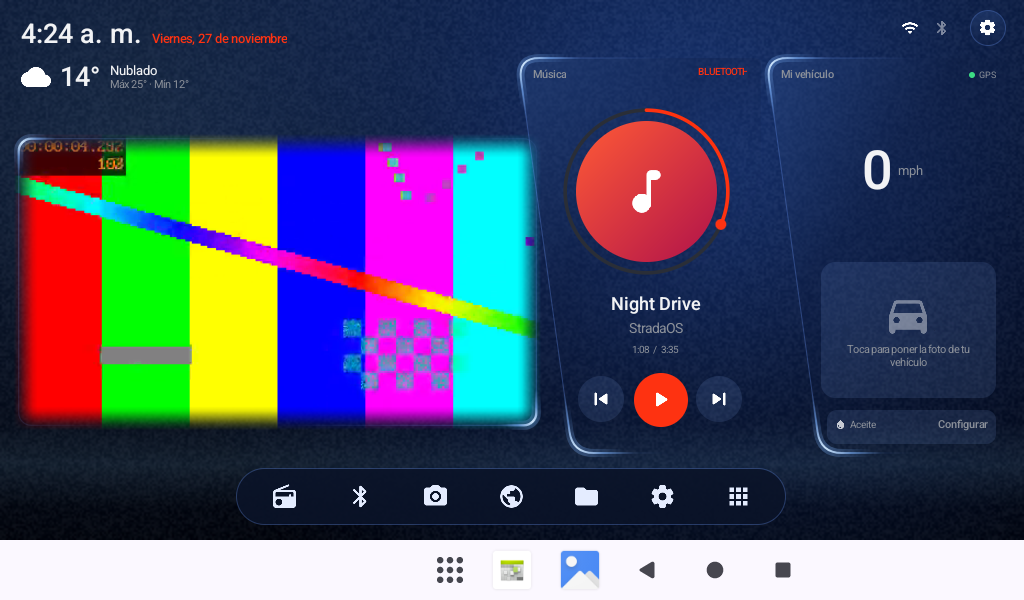 4:24 a. m.
Viernes, 27 de noviembre
14°
Nublado
Máx 25° · Mín 12°
Música
BLUETOOTH
Mi vehículo
GPS
0 mph
Night Drive
StradaOS
1:08 / 3:35
Toca para poner la foto de tu
vehículo
Aceite
Configurar